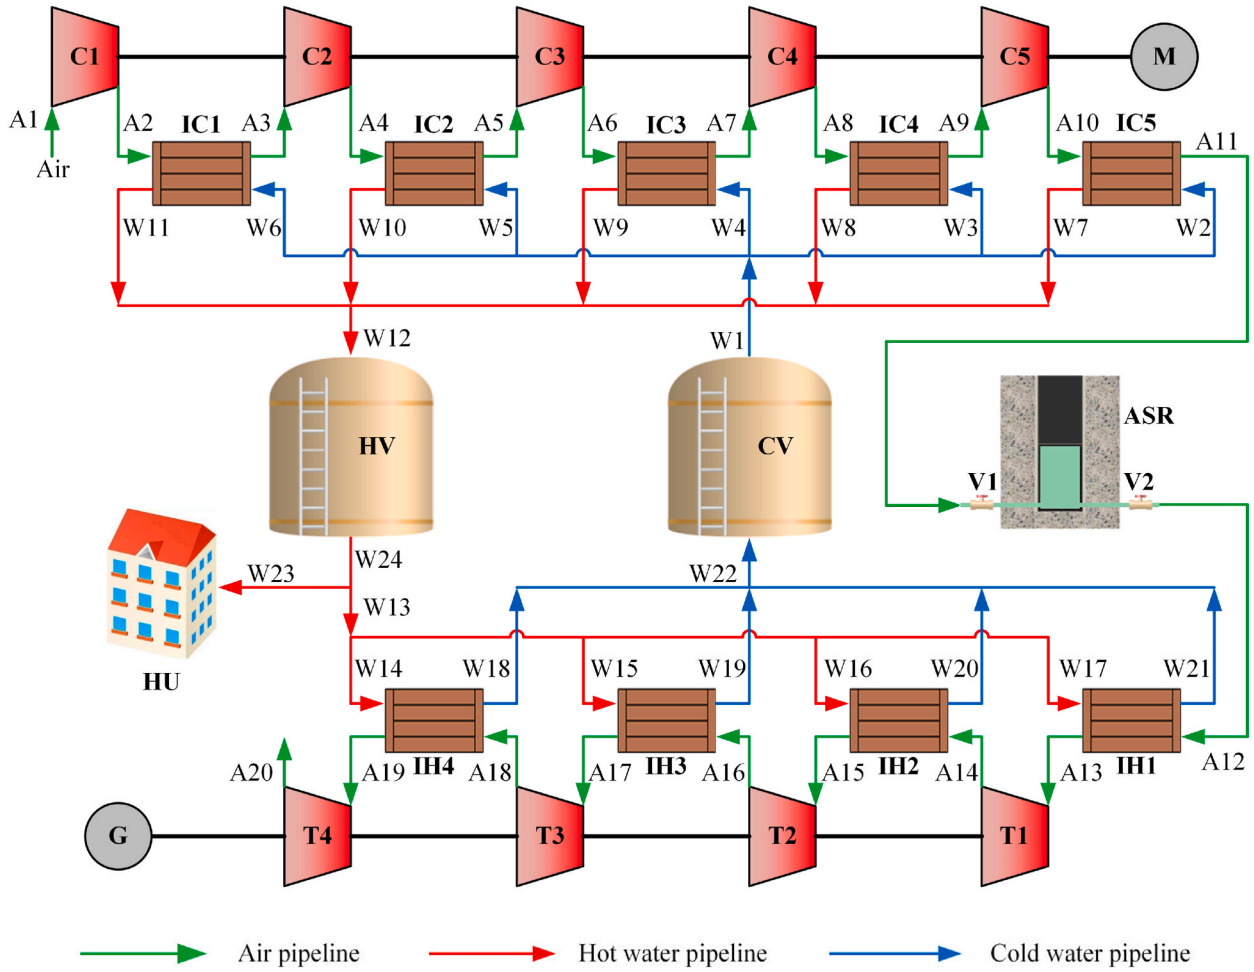 C1 C2 C3 C4 C5 M
A1 A2 IC1 A3 A4 IC2 A5 A6 IC3 A7 A8 IC4 A9 A10 IC5 A11
Air
W11 W6 W10 W5 W9 W4 W8 W3 W7 W2
W12 W1
HV CV ASR
V1 V2
W24
W23 W22
W13
HU W14 W18 W15 W19 W16 W20 W17 W21
A20 A19 IH4 A18 A17 IH3 A16 A15 IH2 A14 A13 IH1 A12
G T4 T3 T2 T1
Air pipeline Hot water pipeline Cold water pipeline